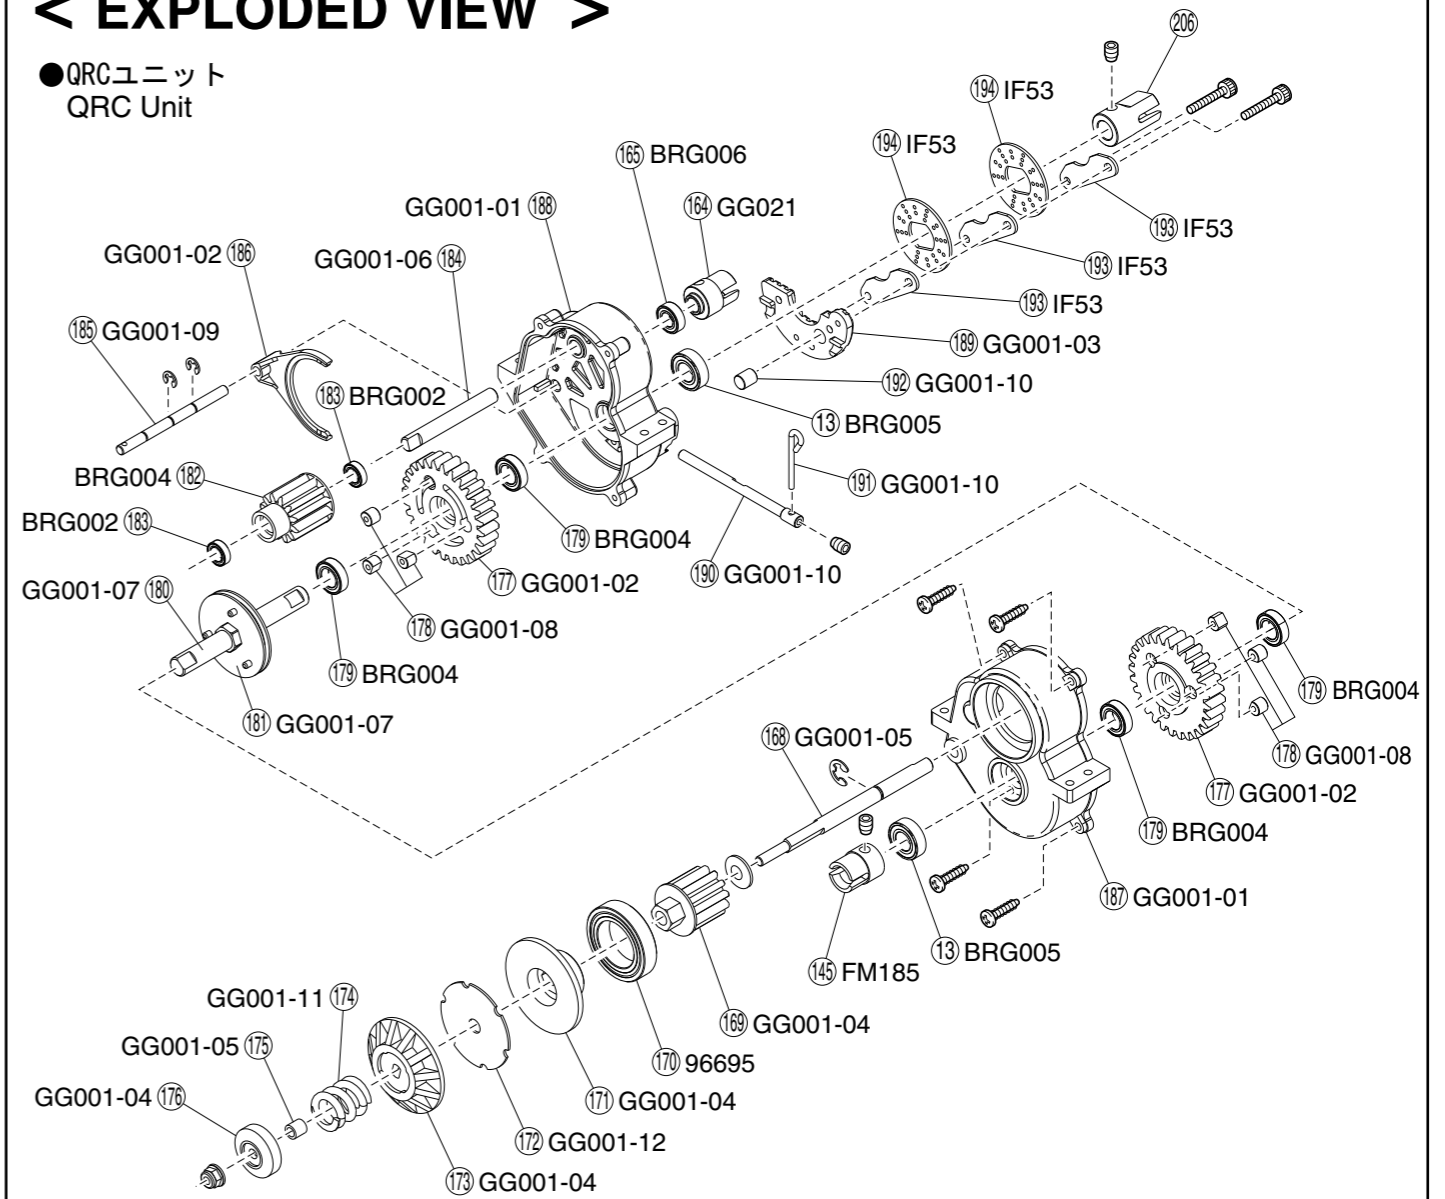 < EXPLODED VIEW >
●QRCユニット
QRC Unit
206
194 IF53
194 IF53
165 BRG006
193 IF53
GG001-01 188
164 GG021
GG001-02 186
GG001-06 184
193 IF53
193 IF53
185 GG001-09
189 GG001-03
183 BRG002
192 GG001-10
13 BRG005
BRG004 182
191 GG001-10
BRG002 183
179 BRG004
190 GG001-10
177 GG001-02
GG001-07 180
178 GG001-08
179 BRG004
179 BRG004
181 GG001-07
168 GG001-05
178 GG001-08
177 GG001-02
179 BRG004
187 GG001-01
13 BRG005
145 FM185
GG001-11 174
169 GG001-04
GG001-05 175
170 96695
GG001-04 176
171 GG001-04
172 GG001-12
173 GG001-04